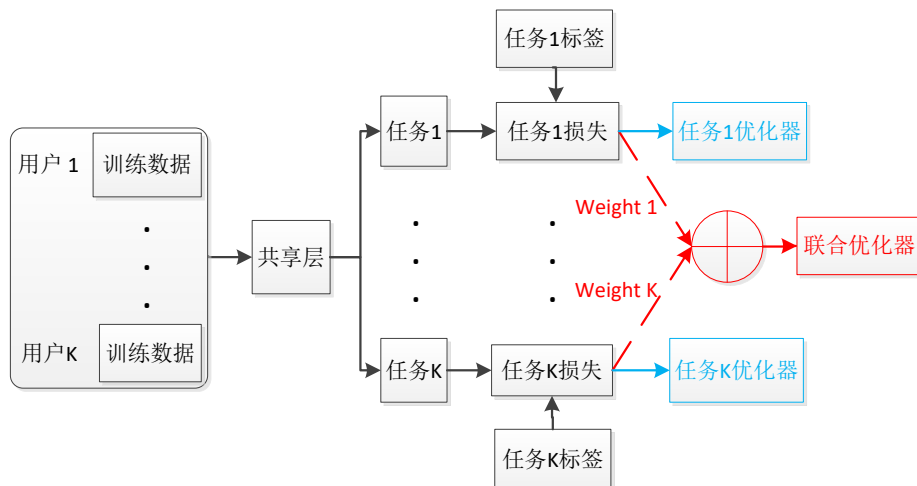 任务1标签
任务1
任务1损失
任务1优化器
用户 1
训练数据
Weight 1
共享层
联合优化器
Weight K
用户K
训练数据
任务K
任务K损失
任务K优化器
任务K标签